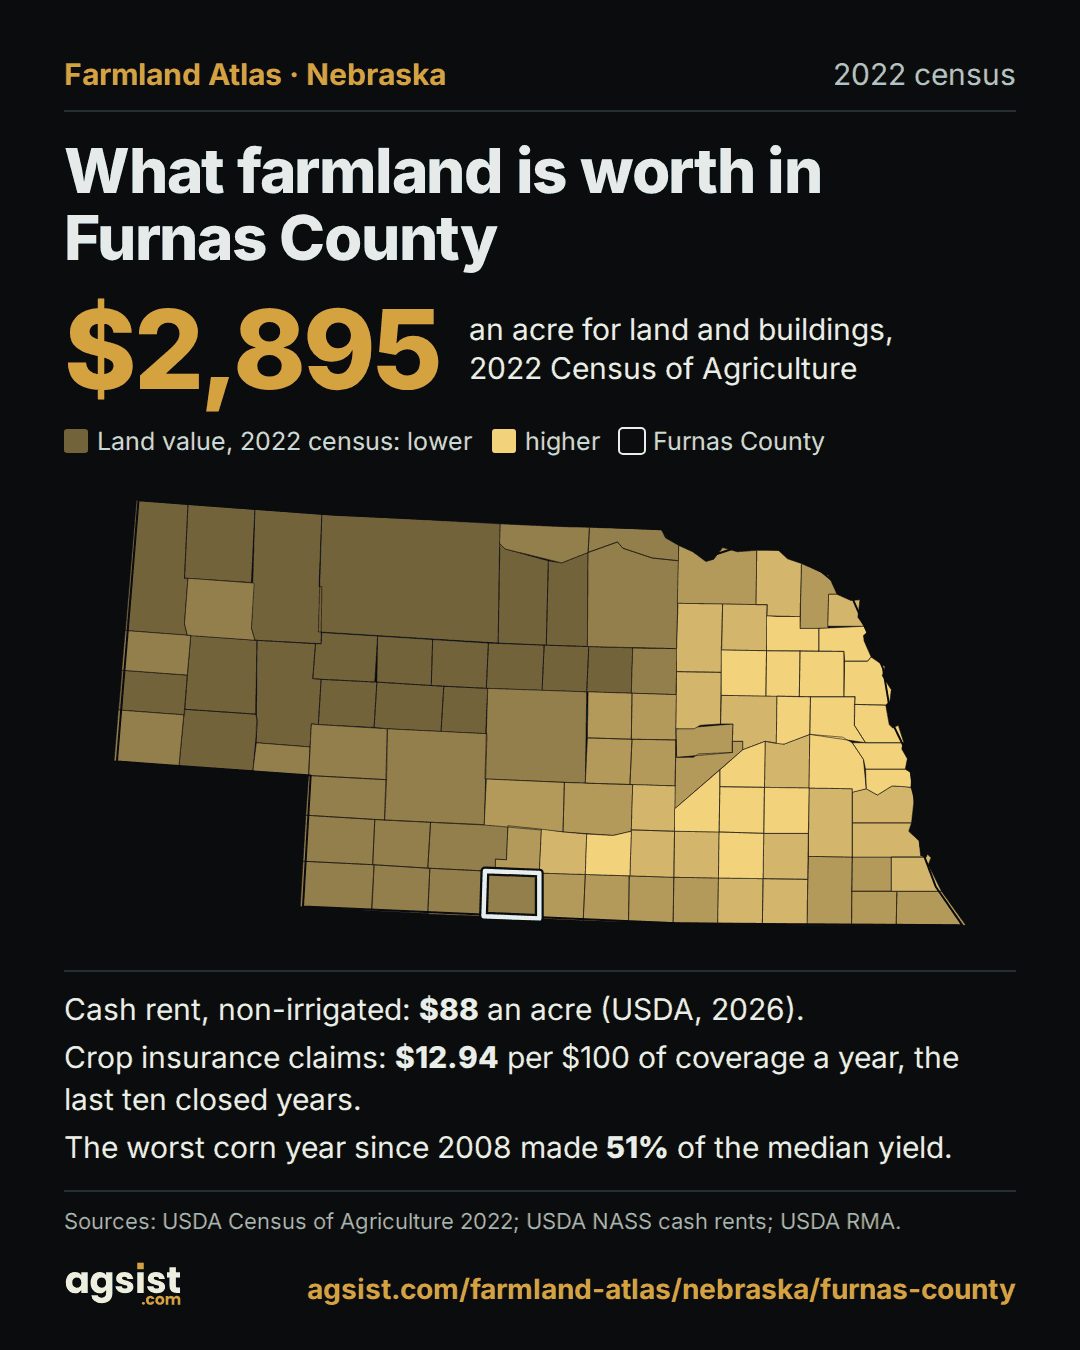 Farmland Atlas · Nebraska
2022 census
What farmland is worth in
Furnas County
$2,895
an acre for land and buildings,
2022 Census of Agriculture
Land value, 2022 census: lower
higher
Furnas County
Cash rent, non-irrigated: $88 an acre (USDA, 2026).
Crop insurance claims: $12.94 per $100 of coverage a year, the
last ten closed years.
The worst corn year since 2008 made 51% of the median yield.
Sources: USDA Census of Agriculture 2022; USDA NASS cash rents; USDA RMA.
agsist
.com
agsist.com/farmland-atlas/nebraska/furnas-county